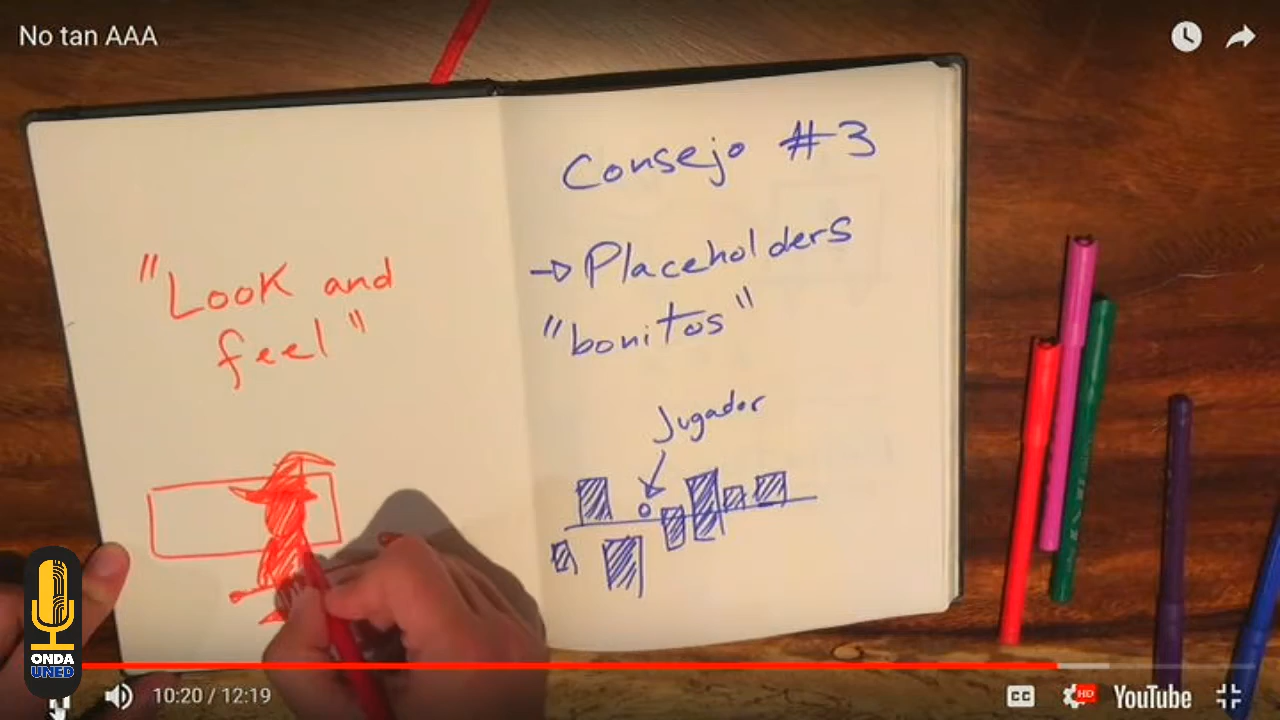 No tan AAA
"Look and
feel"
Consejo #3
→ Placeholders
"bonitos"
Jugador
ONDA
UNED
10:20 / 12:19
CC
HD
YouTube